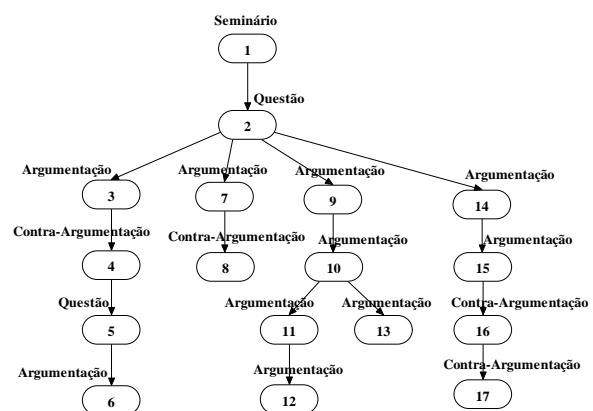 Seminário
1
Questão
2
Argumentação
Argumentação
Argumentação
Argumentação
3
7
9
14
Contra-Argumentação
Contra-Argumentação
Argumentação
Argumentação
4
8
10
15
Questão
Argumentação
Argumentação
Contra-Argumentação
5
11
13
16
Argumentação
Argumentação
Contra-Argumentação
6
12
17